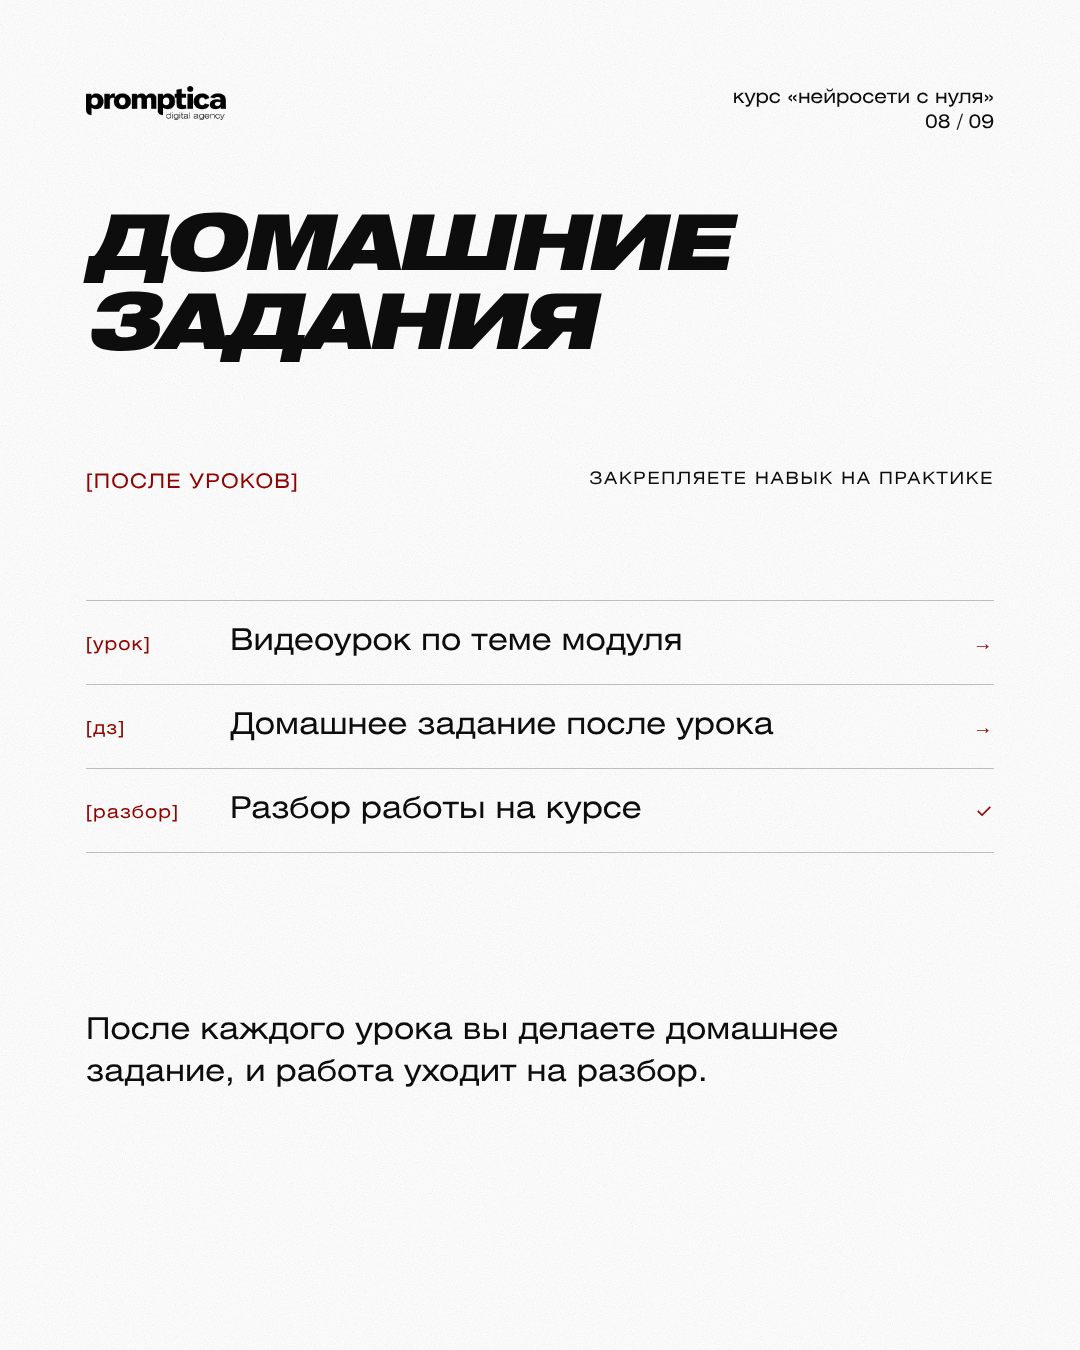 promptica
digital agency
курс «нейросети с нуля»
08 / 09
ДОМАШНИЕ
ЗАДАНИЯ
[ПОСЛЕ УРОКОВ]
ЗАКРЕПЛЯЕТЕ НАВЫК НА ПРАКТИКЕ
[урок] Видеоурок по теме модуля →
[дз] Домашнее задание после урока →
[разбор] Разбор работы на курсе ✓
После каждого урока вы делаете домашнее
задание, и работа уходит на разбор.